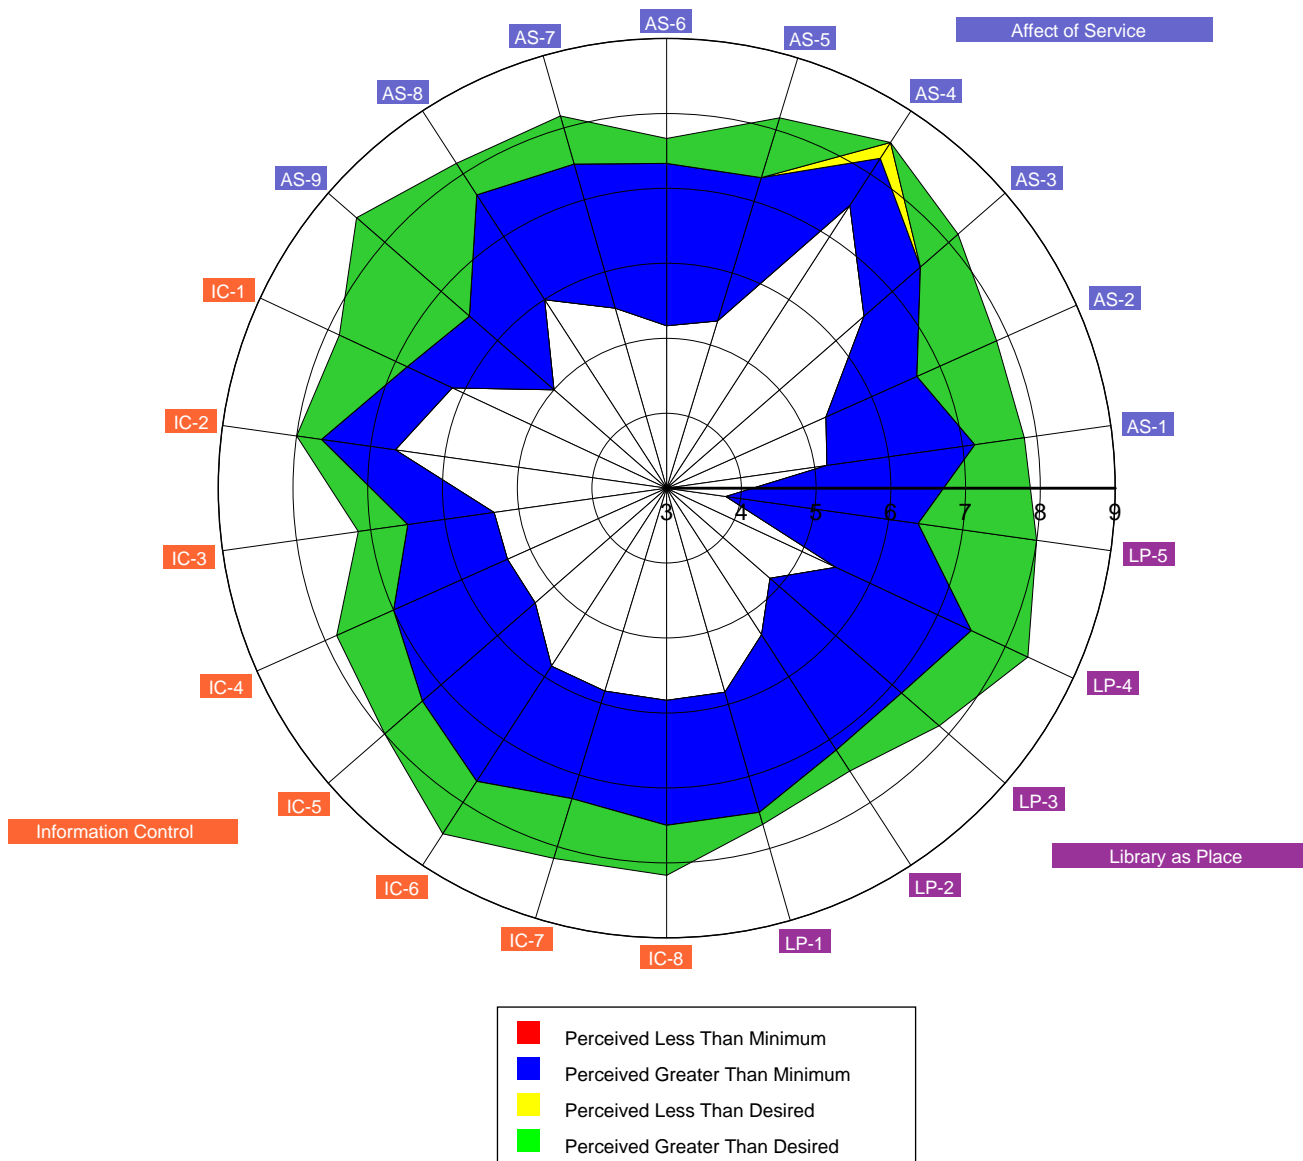 AS-6
AS-7
AS-5
Affect of Service
AS-8
AS-4
AS-9
AS-3
IC-1
AS-2
IC-2
AS-1
3 4 5 6 7 8 9
IC-3
LP-5
IC-4
LP-4
IC-5
LP-3
Information Control
Library as Place
IC-6
LP-2
IC-7
LP-1
IC-8
Perceived Less Than Minimum
Perceived Greater Than Minimum
Perceived Less Than Desired
Perceived Greater Than Desired